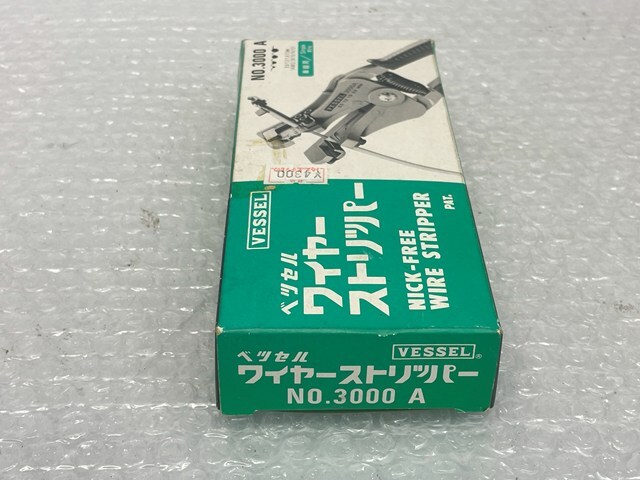 NO.3000 A
¥4300
VESSEL
ベッセル
ワイヤー
ストリッパー
NICK-FREE
WIRE STRIPPER
PAT.
ベッセル
VESSEL®
ワイヤーストリッパー
NO.3000 A